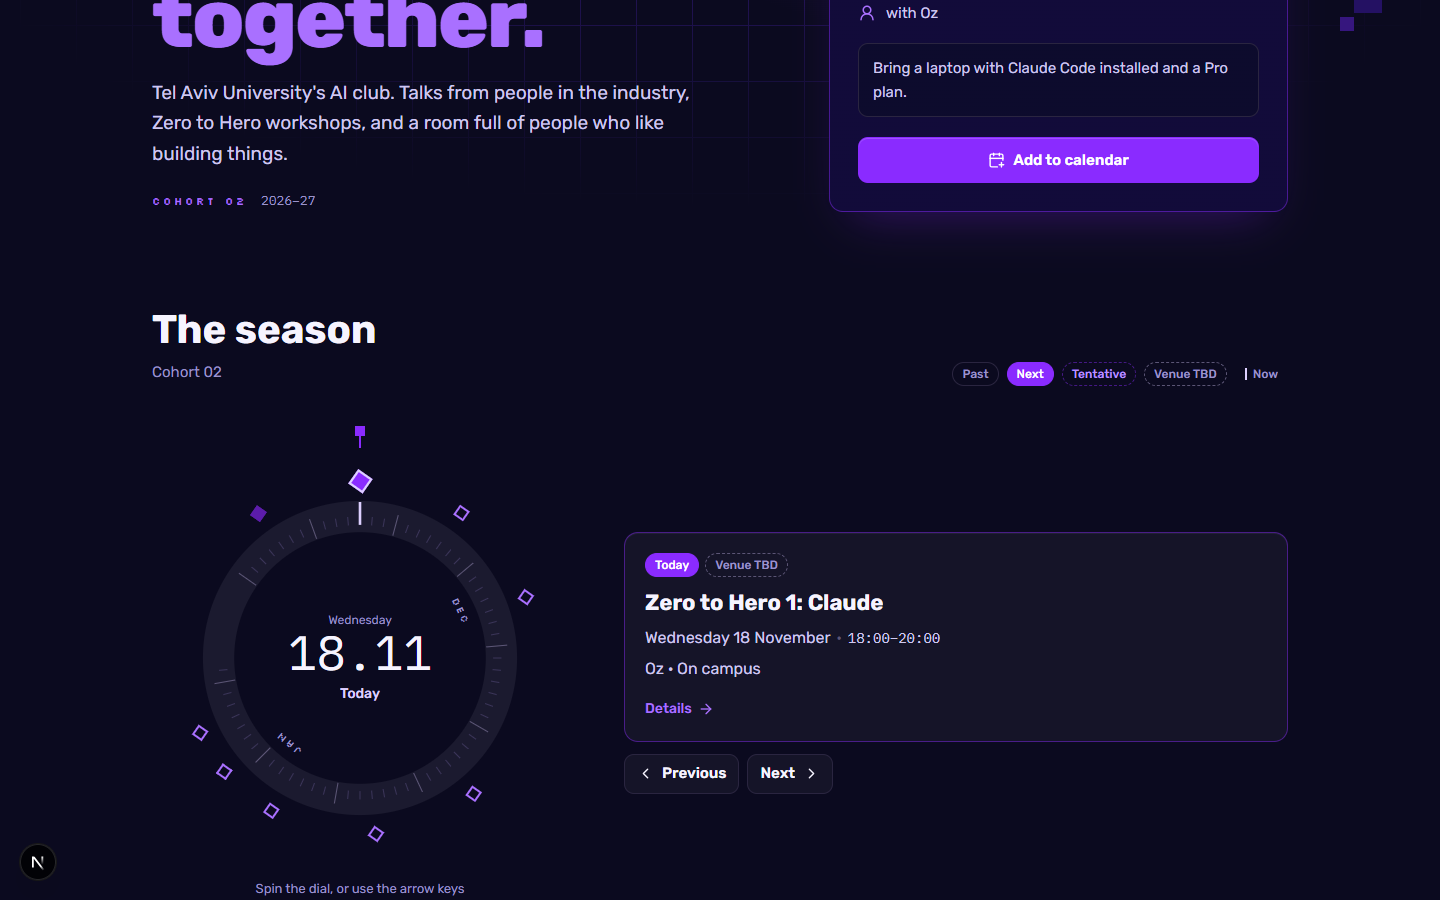 together.
Tel Aviv University's AI club. Talks from people in the industry,
Zero to Hero workshops, and a room full of people who like
building things.
COHORT 02 2026–27
with Oz
Bring a laptop with Claude Code installed and a Pro
plan.
Add to calendar
The season
Cohort 02
Past Next Tentative Venue TBD Now
DEC
JAN
Wednesday
18.11
Today
Spin the dial, or use the arrow keys
Today Venue TBD
Zero to Hero 1: Claude
Wednesday 18 November • 18:00–20:00
Oz • On campus
Details
Previous Next
N